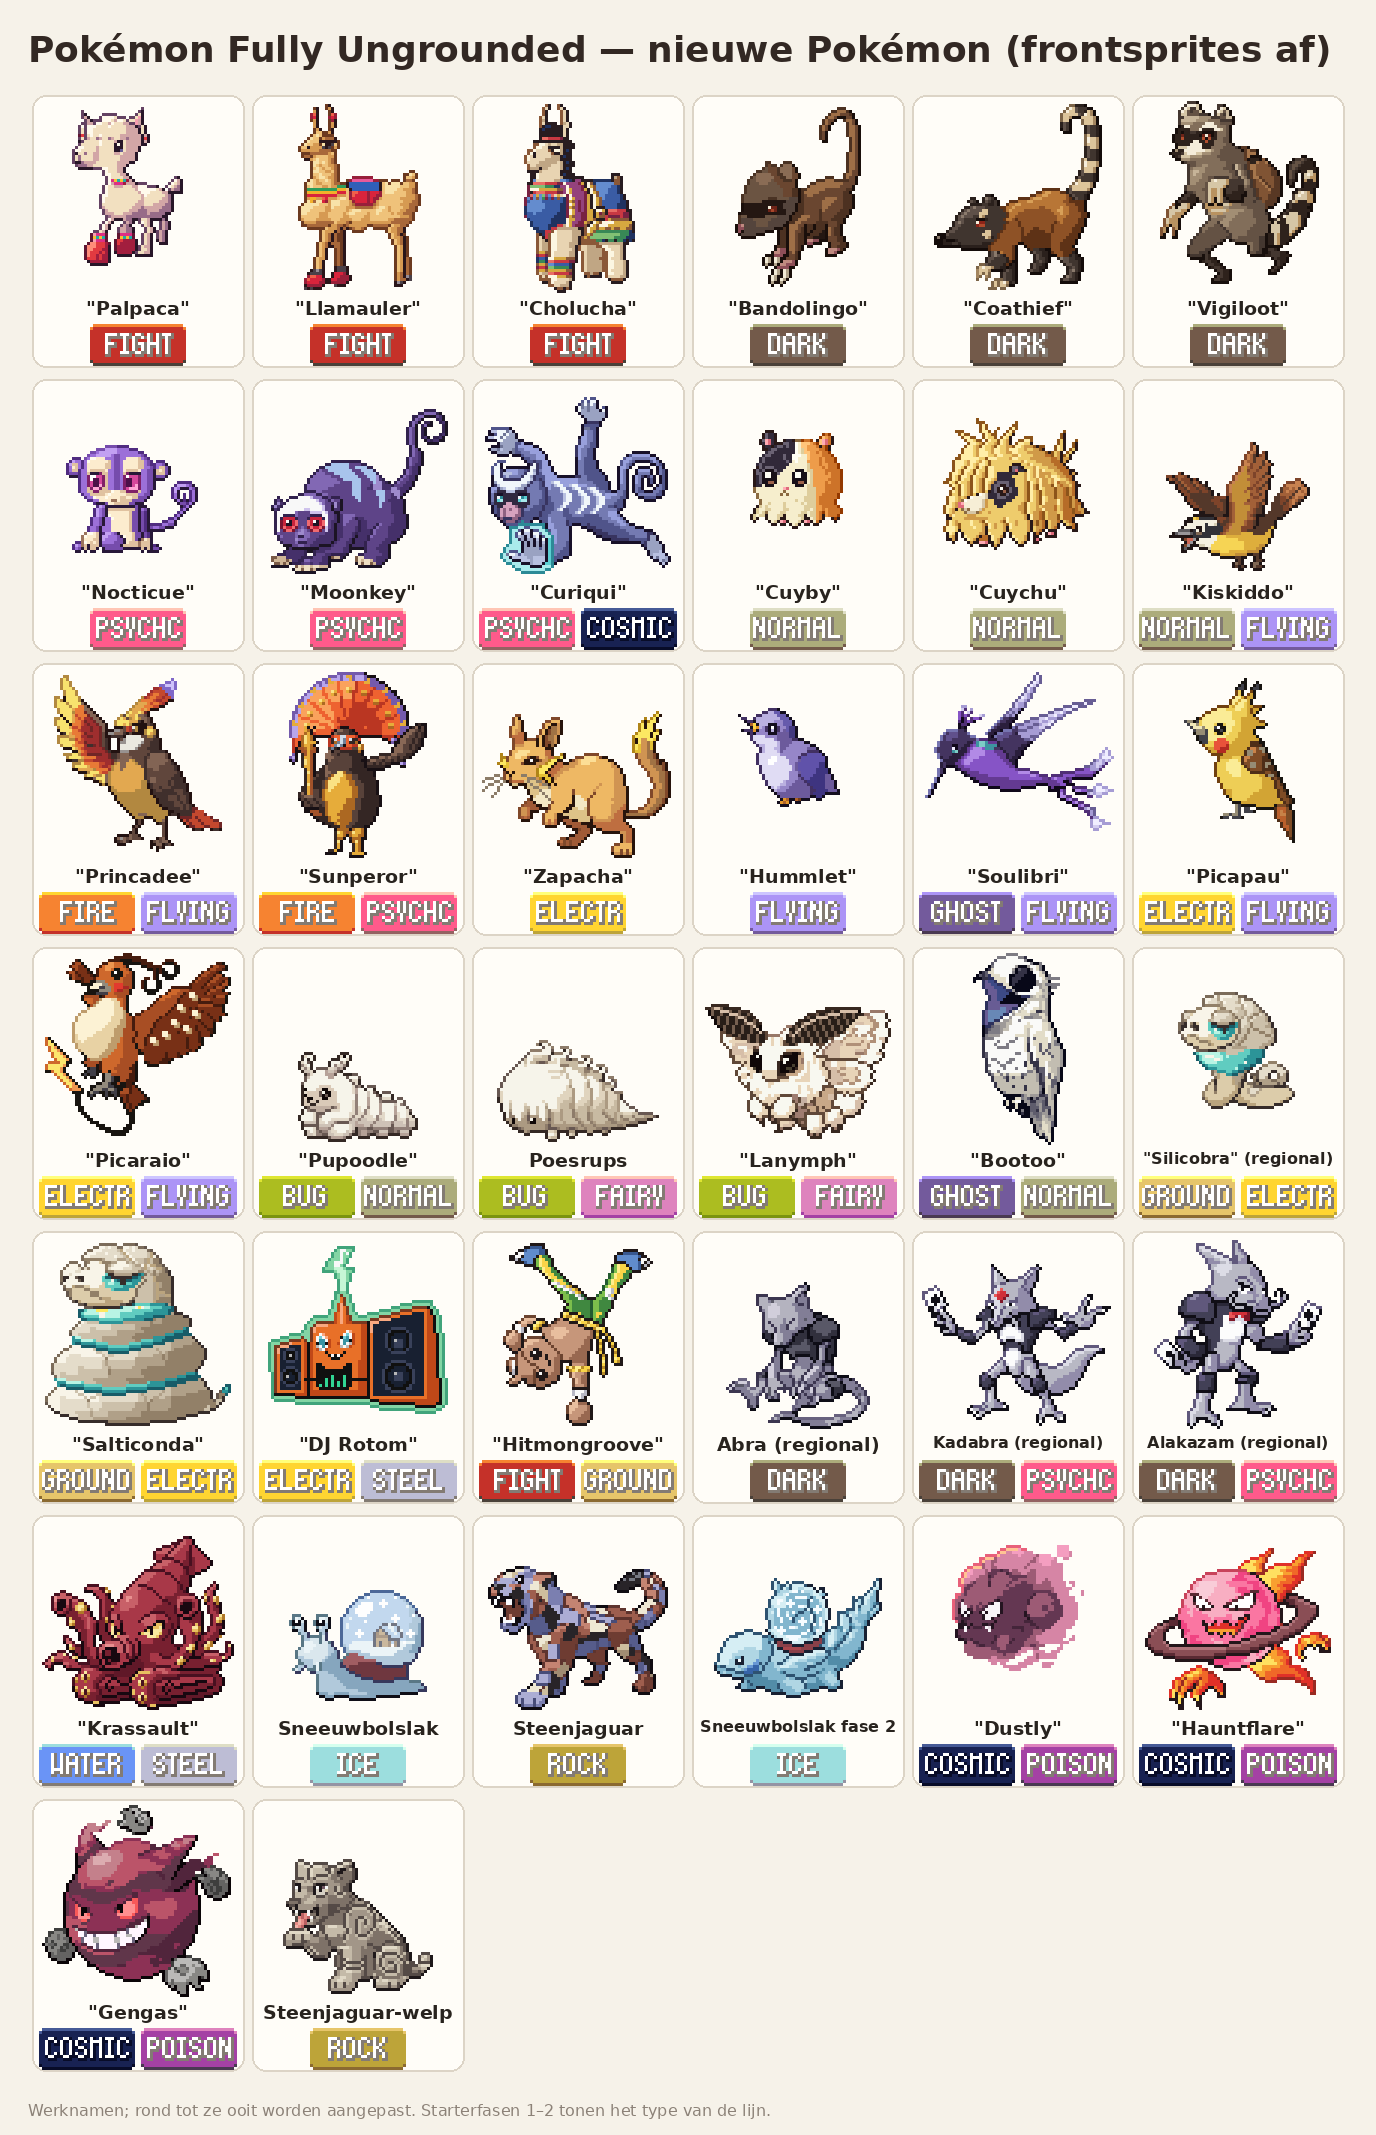 Pokémon Fully Ungrounded — nieuwe Pokémon (frontsprites af)
"Palpaca" "Llamauler" "Cholucha" "Bandolingo" "Coathief" "Vigiloot"
FIGHT FIGHT FIGHT DARK DARK DARK
"Nocticue" "Moonkey" "Curiqui" "Cuyby" "Cuychu" "Kiskiddo"
PSYCHC PSYCHC PSYCHC COSMIC NORMAL NORMAL NORMAL FLYING
"Princadee" "Sunperor" "Zapacha" "Hummlet" "Soulibri" "Picapau"
FIRE FLYING FIRE PSYCHC ELECTR FLYING GHOST FLYING ELECTR FLYING
"Picaraio" "Pupoodle" Poesrups "Lanymph" "Bootoo" "Silicobra" (regional)
ELECTR FLYING BUG NORMAL BUG FAIRY BUG FAIRY GHOST NORMAL GROUND ELECTR
"Salticonda" "DJ Rotom" "Hitmongroove" Abra (regional) Kadabra (regional) Alakazam (regional)
GROUND ELECTR ELECTR STEEL FIGHT GROUND DARK DARK PSYCHC DARK PSYCHC
"Krassault" Sneeuwbolslak Steenjaguar Sneeuwbolslak fase 2 "Dustly" "Hauntflare"
WATER STEEL ICE ROCK ICE COSMIC POISON COSMIC POISON
"Gengas" Steenjaguar-welp
COSMIC POISON ROCK
Werknamen; rond tot ze ooit worden aangepast. Starterfasen 1–2 tonen het type van de lijn.